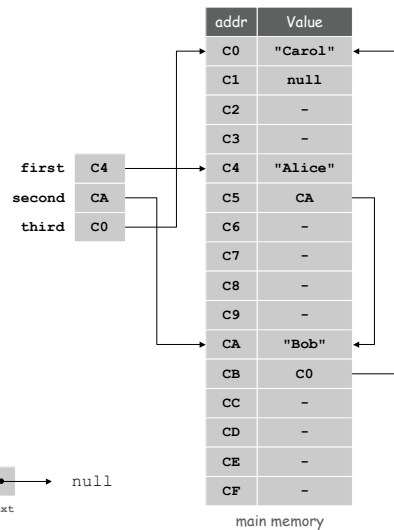 addr Value
C0 "Carol"
C1 null
C2 -
C3 -
first C4 C4 "Alice"
second CA C5 CA
third C0 C6 -
C7 -
C8 -
C9 -
CA "Bob"
CB C0
CC -
CD -
CE -
null CF -
main memory